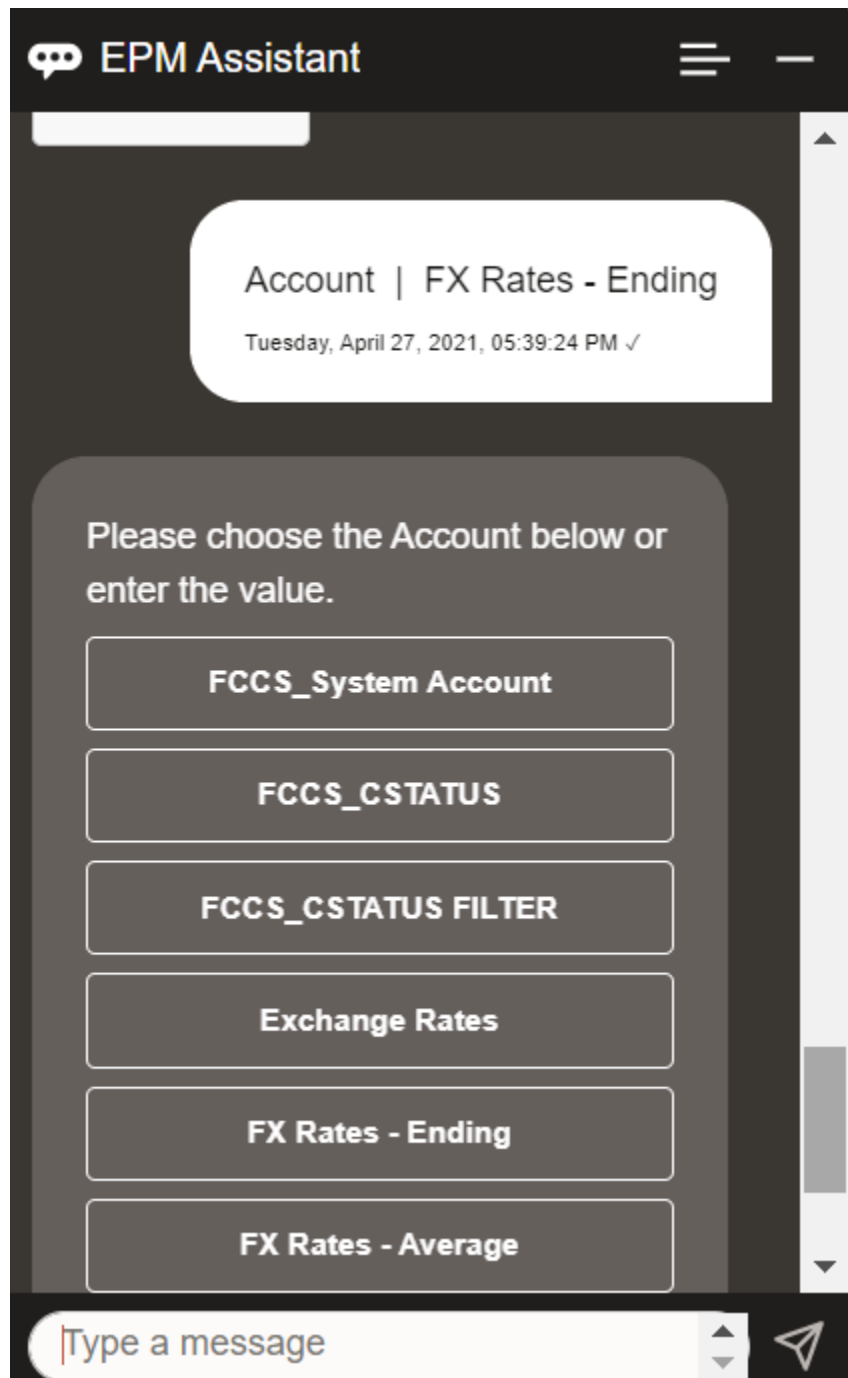 EPM Assistant
Account | FX Rates - Ending
Tuesday, April 27, 2021, 05:39:24 PM ✓
Please choose the Account below or
enter the value.
FCCS_System Account
FCCS_CSTATUS
FCCS_CSTATUS FILTER
Exchange Rates
FX Rates - Ending
FX Rates - Average
Type a message